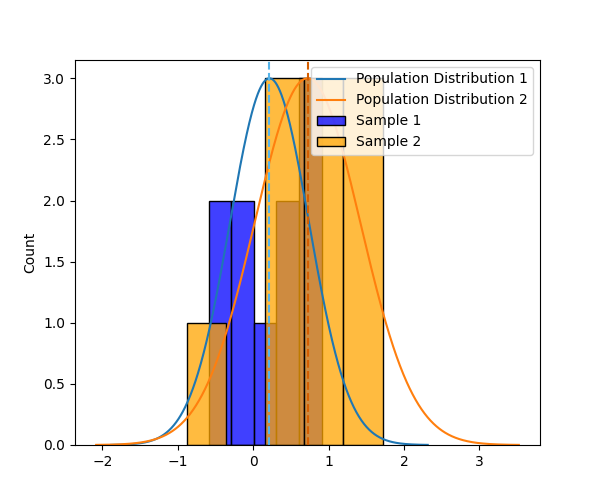 Population Distribution 1
Population Distribution 2
Sample 1
Sample 2
Count
3.0
2.5
2.0
1.5
1.0
0.5
0.0
−2 −1 0 1 2 3